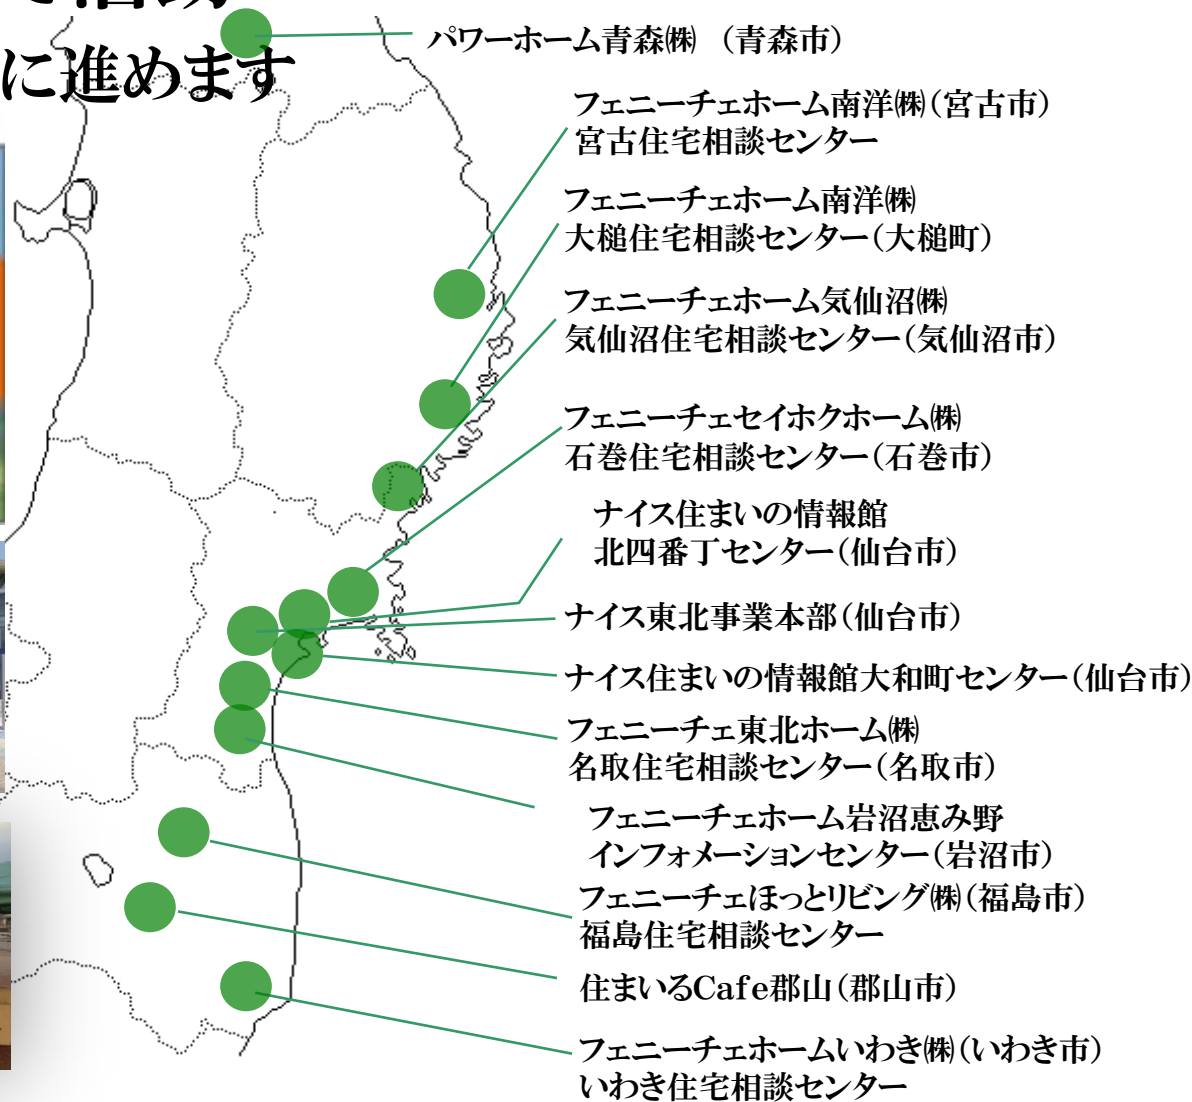 に進めます
パワーホーム青森㈱　（青森市）
フェニーチェホーム南洋㈱（宮古市）
宮古住宅相談センター
フェニーチェホーム南洋㈱
大槌住宅相談センター（大槌町）
フェニーチェホーム気仙沼㈱
気仙沼住宅相談センター（気仙沼市）
フェニーチェセイホクホーム㈱
石巻住宅相談センター（石巻市）
ナイス住まいの情報館
北四番丁センター（仙台市）
ナイス東北事業本部（仙台市）
ナイス住まいの情報館大和町センター（仙台市）
フェニーチェ東北ホーム㈱
名取住宅相談センター（名取市）
フェニーチェホーム岩沼恵み野
インフォメーションセンター（岩沼市）
フェニーチェほっとリビング㈱（福島市）
福島住宅相談センター
住まいるCafe郡山（郡山市）
フェニーチェホームいわき㈱（いわき市）
いわき住宅相談センター